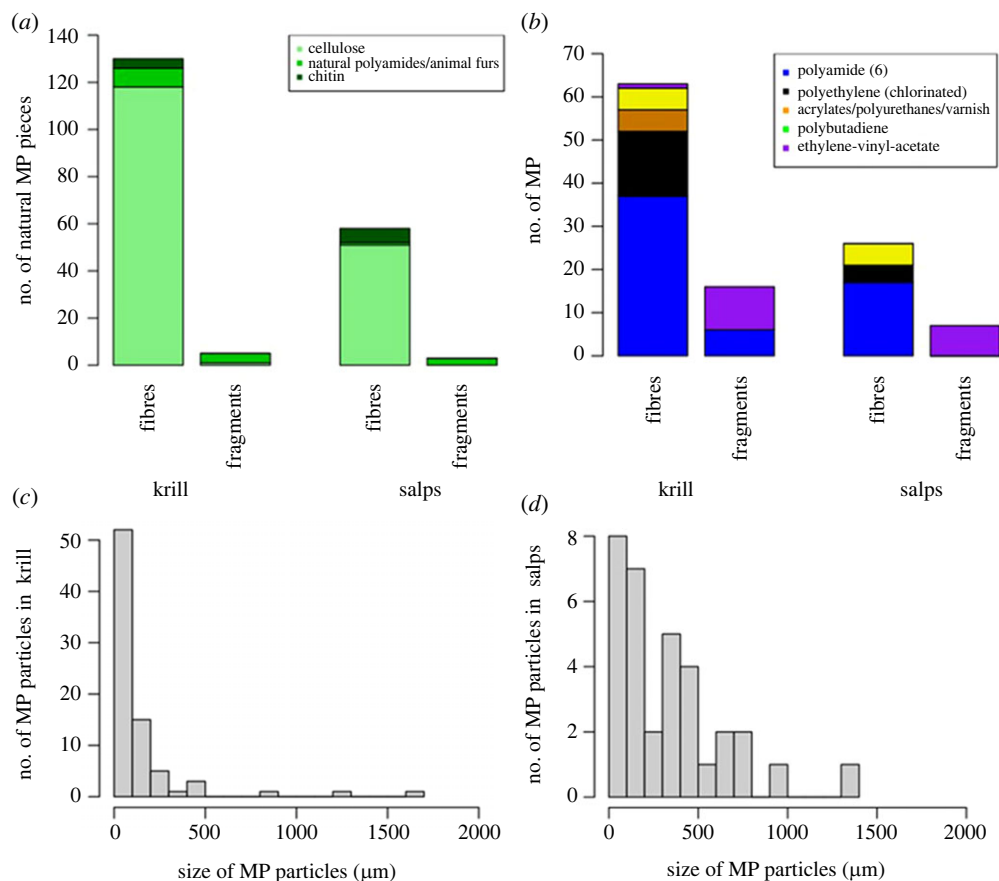 (a)
no. of natural MP pieces
140
120
100
80
60
40
20
0
cellulose
natural polyamides/animal furs
chitin
fibres
fragments
fibres
fragments
krill
salps
(b)
no. of MP
70
60
50
40
30
20
10
0
polyamide (6)
polyethylene (chlorinated)
acrylates/polyurethanes/varnish
polybutadiene
ethylene-vinyl-acetate
fibres
fragments
fibres
fragments
krill
salps
(c)
no. of MP particles in krill
50
40
30
20
10
0
0 500 1000 1500 2000
size of MP particles (μm)
(d)
no. of MP particles in salps
8
6
4
2
0
0 500 1000 1500 2000
size of MP particles (μm)